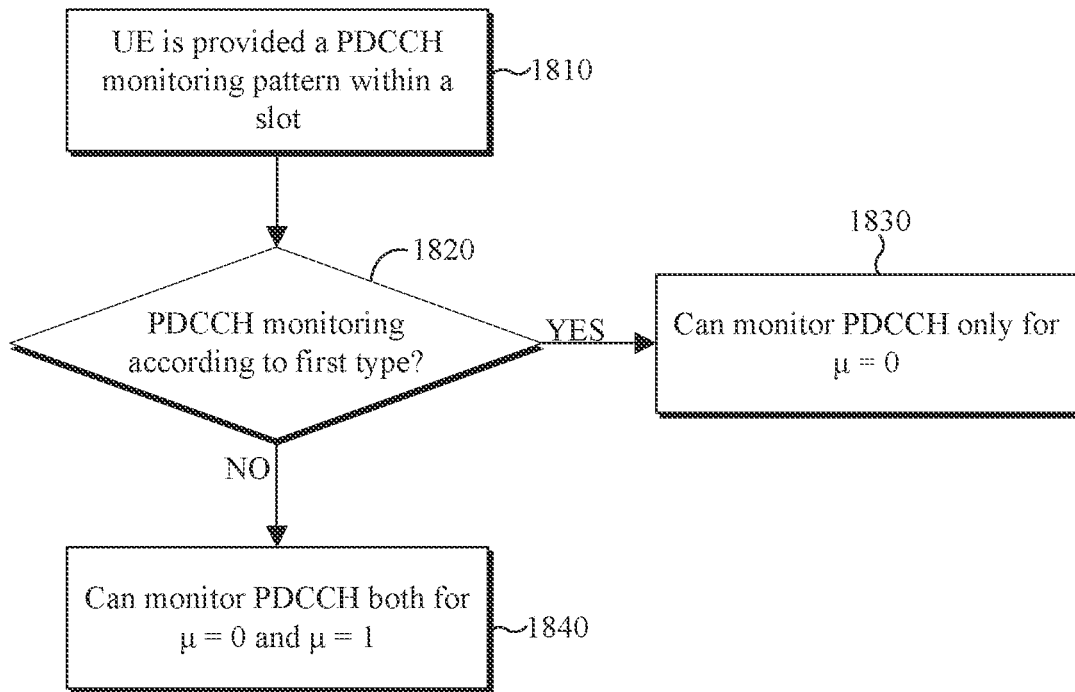 UE is provided a PDCCH
monitoring pattern within a
slot
1810
1820
PDCCH monitoring
according to first type?
YES
1830
Can monitor PDCCH only for
μ = 0
NO
Can monitor PDCCH both for
μ = 0 and μ = 1
1840